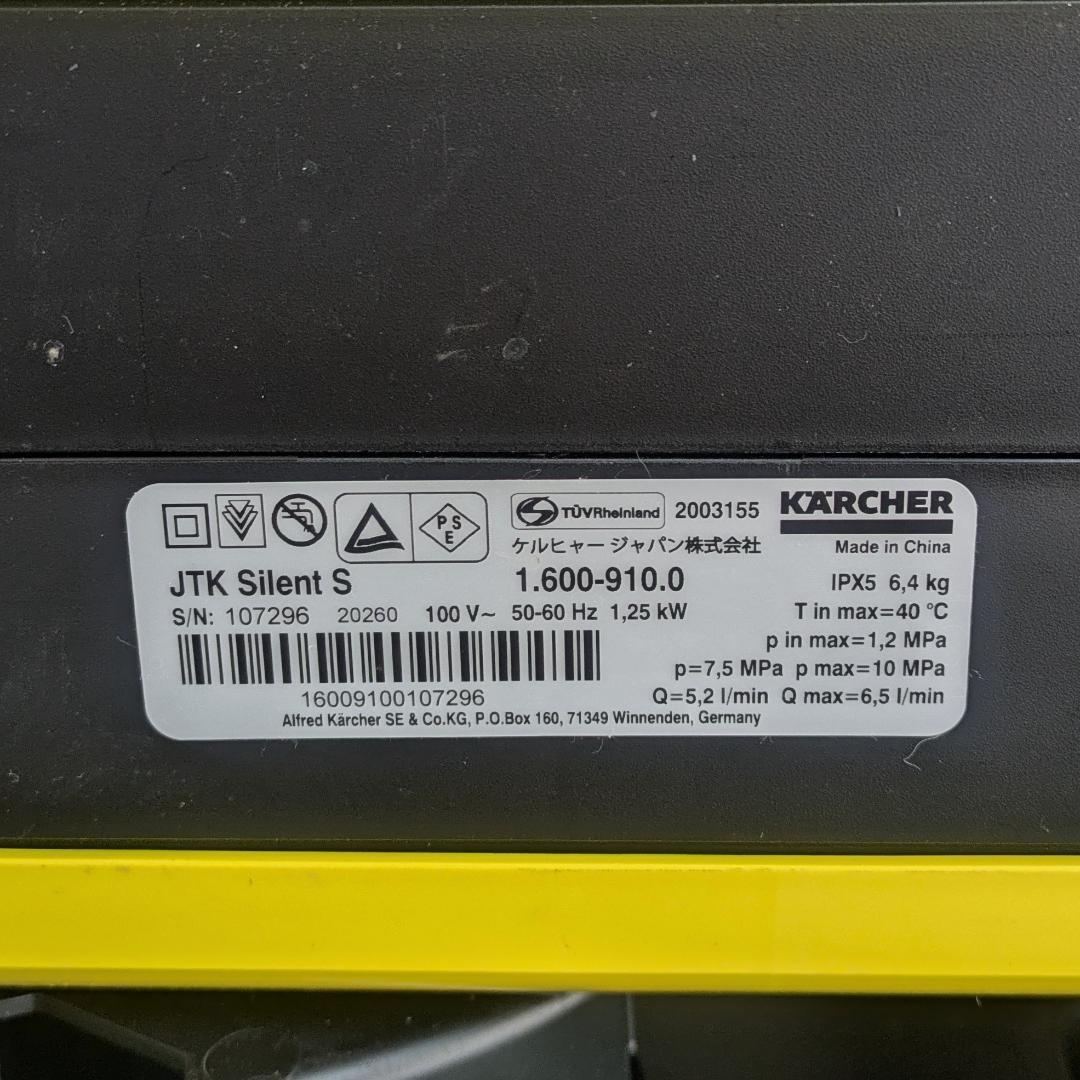 PSE
TÜVRheinland 2003155 KÄRCHER
ケルヒャー ジャパン株式会社 Made in China
JTK Silent S 1.600-910.0 IPX5 6,4 kg
S/N: 107296 20260 100 V~ 50-60 Hz 1,25 kW T in max=40 °C
p in max=1,2 MPa
p=7,5 MPa p max=10 MPa
16009100107296 Q=5,2 l/min Q max=6,5 l/min
Alfred Kärcher SE & Co.KG, P.O.Box 160, 71349 Winnenden, Germany